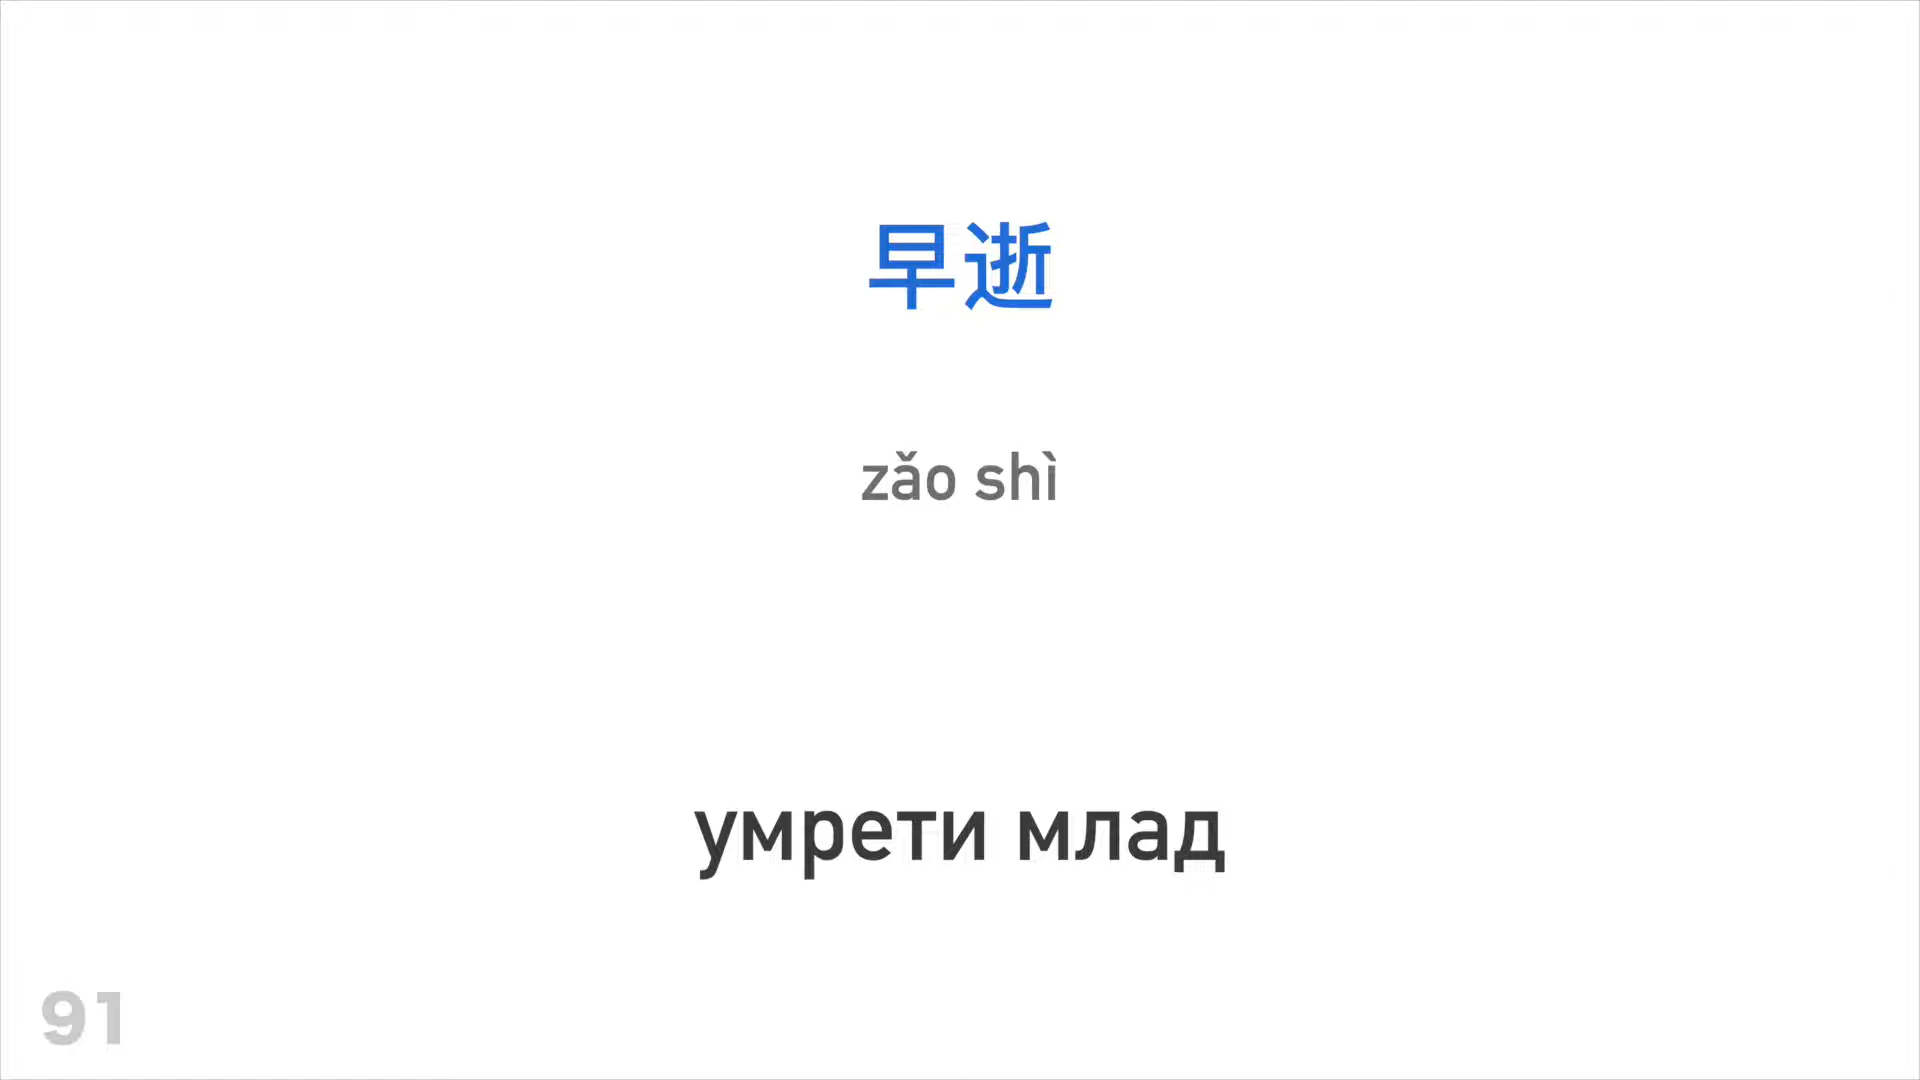 早逝
zǎo shì
умрети млад
91